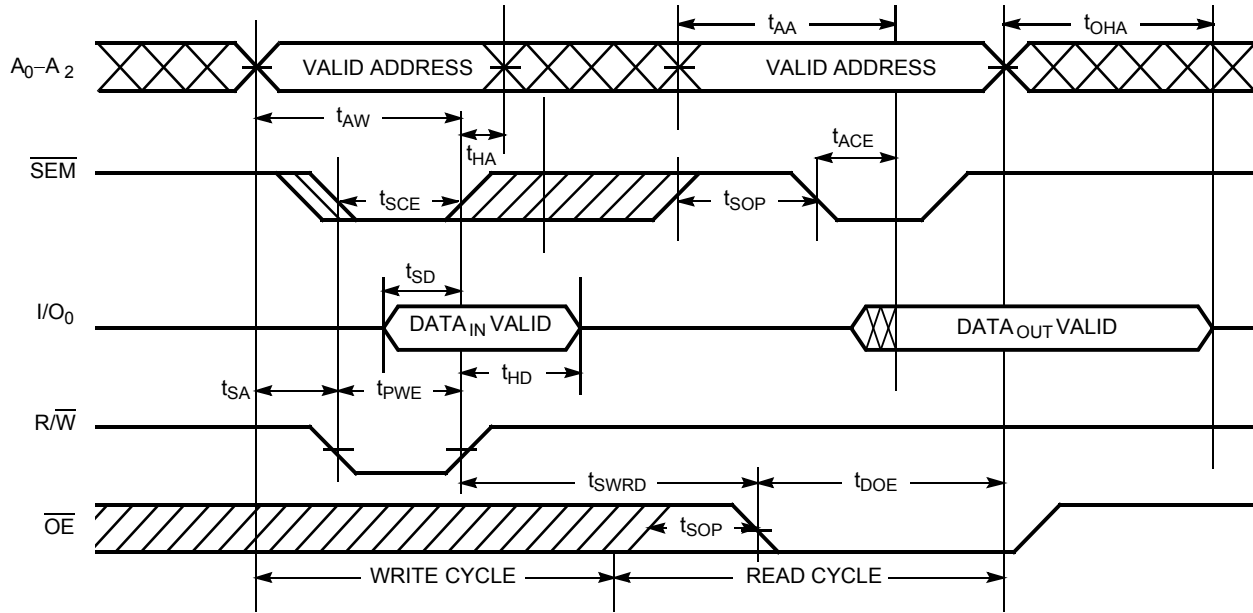 tAA
tOHA
A0–A2
VALID ADDRESS
VALID ADDRESS
tAW
tHA
tACE
SEM
tSCE
tSOP
tSD
I/O0
DATAIN VALID
DATAOUT VALID
tSA
tPWE
tHD
R/W
tSWRD
tDOE
OE
tSOP
WRITE CYCLE
READ CYCLE